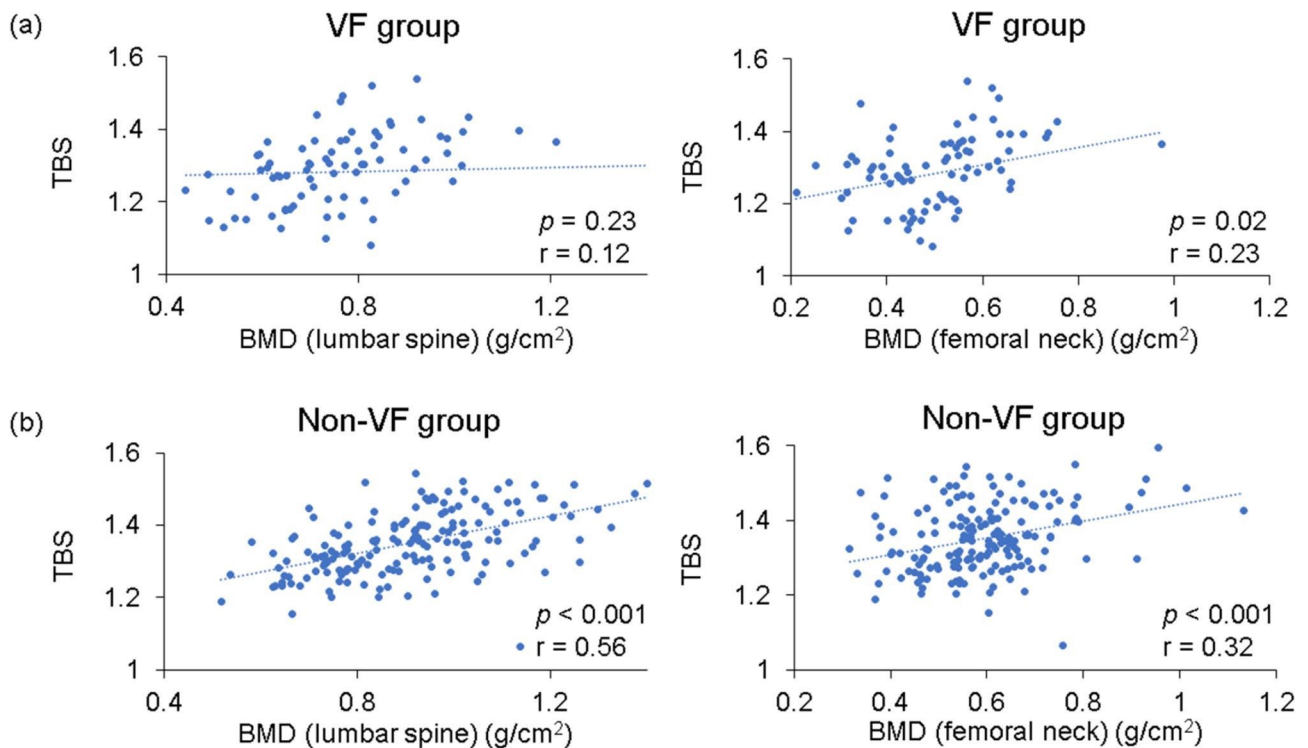 (a)
VF group
TBS
1.6
1.4
1.2
1
0.4
0.8
1.2
BMD (lumbar spine) (g/cm²)
p = 0.23
r = 0.12
VF group
TBS
1.6
1.4
1.2
1
0.2
0.4
0.6
0.8
1
1.2
BMD (femoral neck) (g/cm²)
p = 0.02
r = 0.23
(b)
Non-VF group
TBS
1.6
1.4
1.2
1
0.4
0.8
1.2
BMD (lumbar spine) (g/cm²)
p < 0.001
r = 0.56
Non-VF group
TBS
1.6
1.4
1.2
1
0.2
0.4
0.6
0.8
1
1.2
BMD (femoral neck) (g/cm²)
p < 0.001
r = 0.32